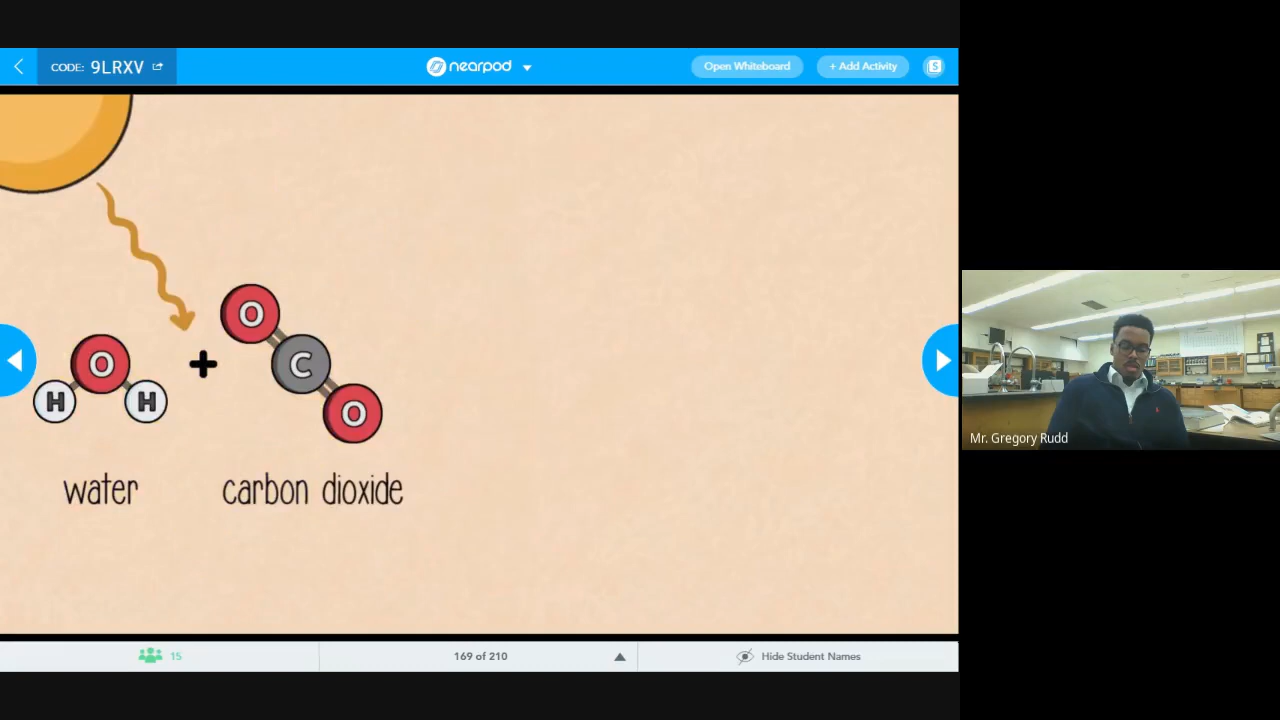 CODE: 9LRXV
nearpod
Open Whiteboard
+ Add Activity
S
O
C
O
O
H
H
+
water
carbon dioxide
Mr. Gregory Rudd
15
169 of 210
Hide Student Names